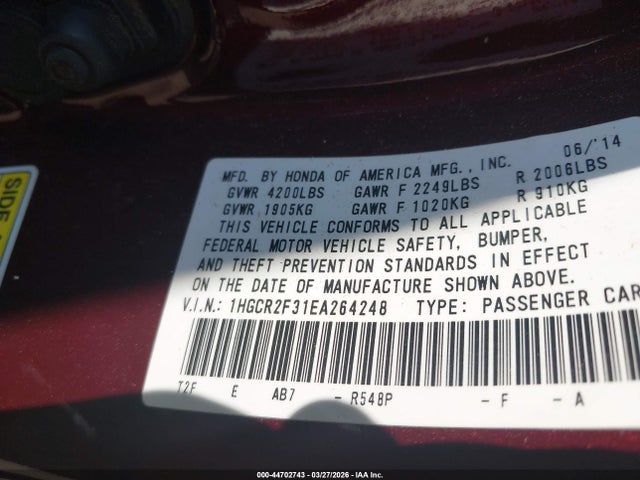 SIDE
MFD. BY HONDA OF AMERICA MFG., INC. 06/'14
GVWR 4200LBS GAWR F 2249LBS R 2006LBS
GVWR 1905KG GAWR F 1020KG R 910KG
THIS VEHICLE CONFORMS TO ALL APPLICABLE
FEDERAL MOTOR VEHICLE SAFETY, BUMPER,
AND THEFT PREVENTION STANDARDS IN EFFECT
ON THE DATE OF MANUFACTURE SHOWN ABOVE.
V.I.N.: 1HGCR2F31EA264248 TYPE: PASSENGER CAR
T2F E AB7 - R548P - F - A
000-44702743 | 03/27/2026 | IAA Inc.